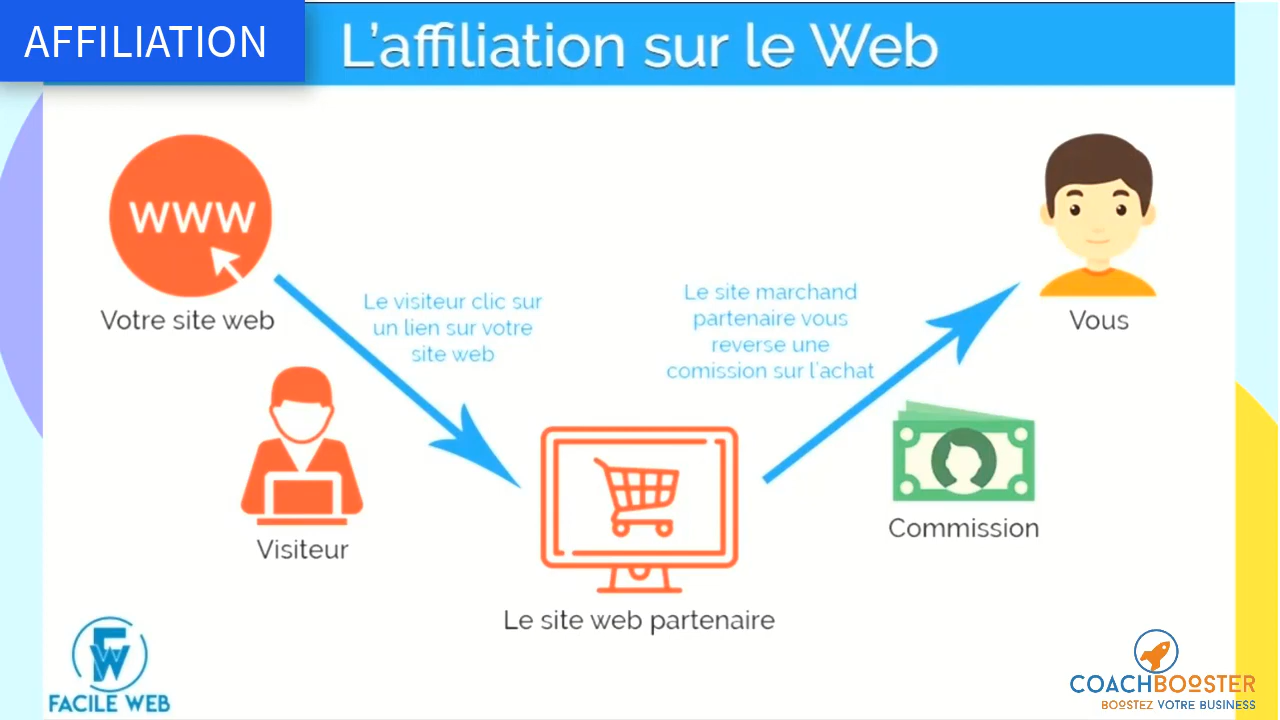 AFFILIATION
L'affiliation sur le Web
www
Votre site web
Le visiteur clic sur
un lien sur votre
site web
Le site marchand
partenaire vous
reverse une
comission sur l'achat
Vous
Visiteur
Commission
Le site web partenaire
FW
FACILE WEB
COACHBOOSTER
BOOSTEZ VOTRE BUSINESS